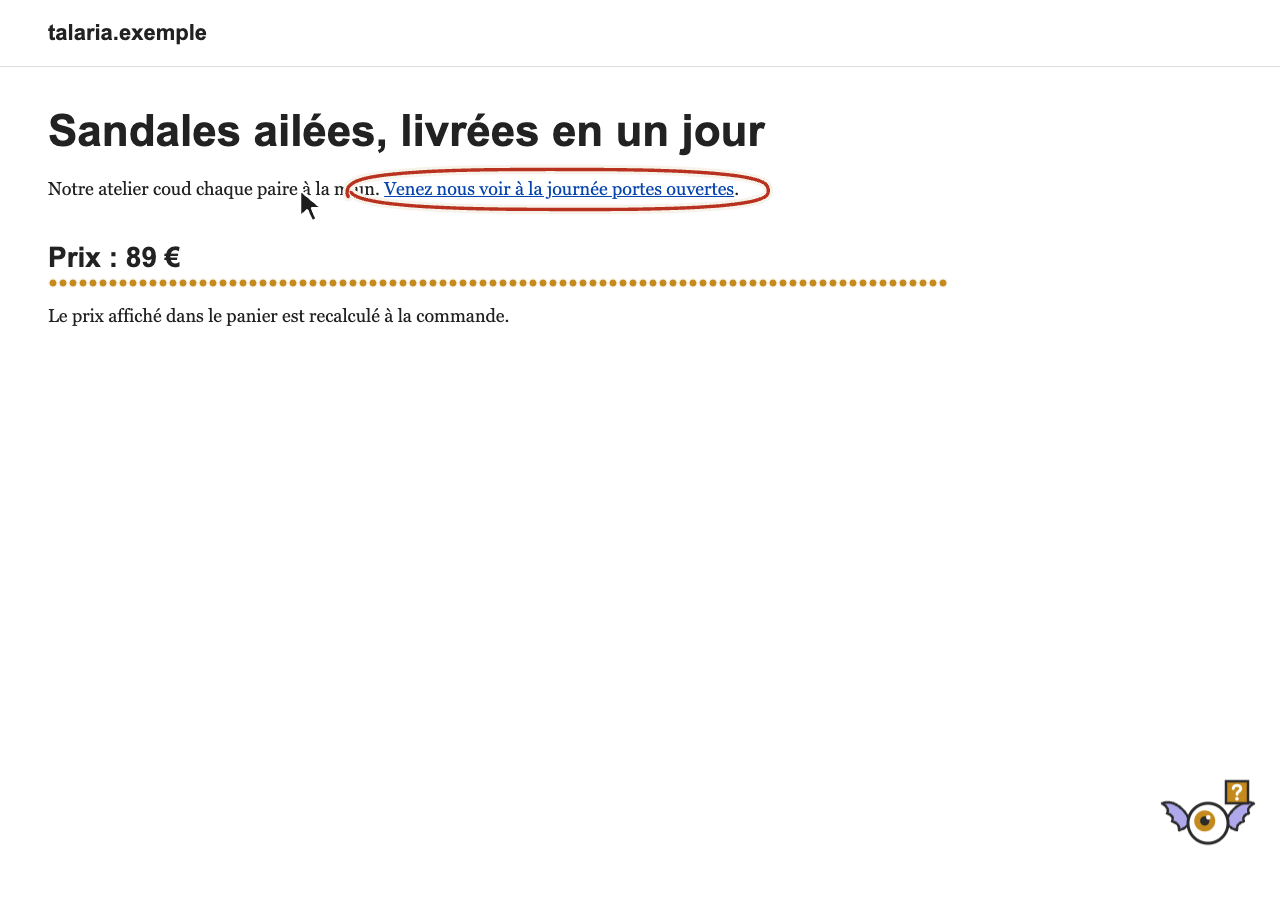 talaria.exemple
Sandales ailées, livrées en un jour
Notre atelier coud chaque paire à la main. Venez nous voir à la journée portes ouvertes.
Prix : 89 €
Le prix affiché dans le panier est recalculé à la commande.
?